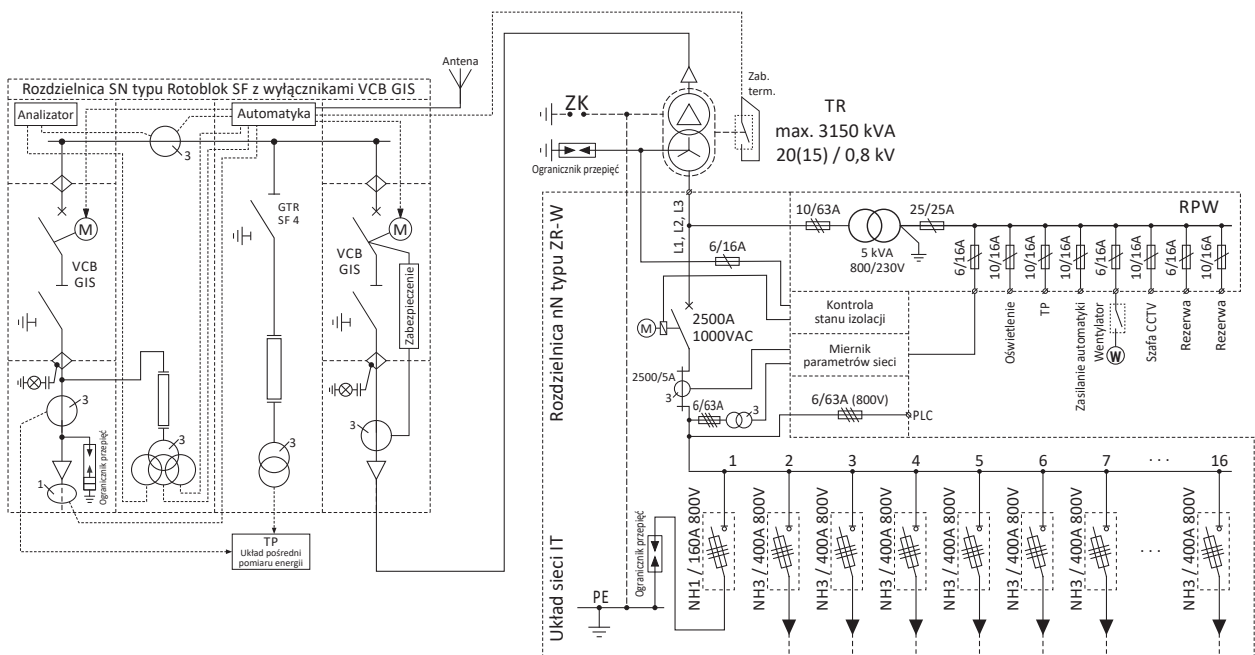 Rozdzielnica SN typu Rotoblok SF z wyłącznikami VCB GIS
Analizator
Automatyka
Antena
3
M
VCB
GIS
GTR
SF 4
VCB
GIS
M
Zabezpieczenie
3
Ogranicznik przepięć
1
3
3
3
TP
Układ pośredni
pomiaru energii
ZK
Ogranicznik przepięć
Zab.
term.
TR
max. 3150 kVA
20(15) / 0,8 kV
Rozdzielnica nN typu ZR-W
Układ sieci IT
L1, L2, L3
6/16A
10/63A
5 kVA
800/230V
25/25A
RPW
6/16A
10/16A
10/16A
10/16A
6/16A
10/16A
6/16A
10/16A
Oświetlenie
TP
Zasilanie automatyki
Wentylator
W
Szafa CCTV
Rezerwa
Rezerwa
Kontrola
stanu izolacji
M
2500A
1000VAC
Miernik
parametrów sieci
2500/5A
3
6/63A
3
6/63A (800V)
PLC
1
2
3
4
5
6
7
· · ·
16
NH1 / 160A 800V
NH3 / 400A 800V
NH3 / 400A 800V
NH3 / 400A 800V
NH3 / 400A 800V
NH3 / 400A 800V
NH3 / 400A 800V
· · ·
NH3 / 400A 800V
Ogranicznik przepięć
PE